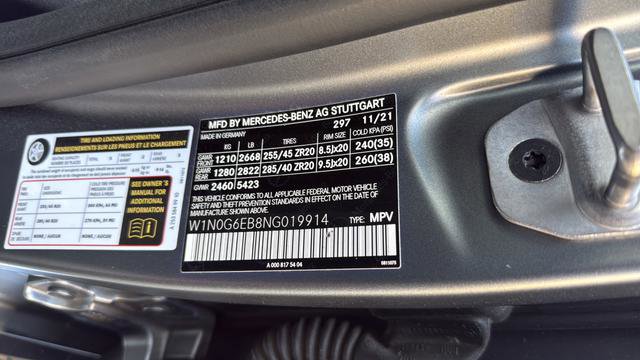 TIRE AND LOADING INFORMATION
RENSEIGNEMENTS SUR LES PNEUS ET LE CHARGEMENT
SEE OWNER'S
MANUAL FOR
ADDITIONAL
INFORMATION
MFD BY MERCEDES-BENZ AG STUTTGART
MADE IN GERMANY 297 11/21
KG LB TIRES RIM SIZE COLD KPA (PSI)
GAWR FRONT 1210 2668 255/45 ZR20 8.5Jx20 240(35)
GAWR REAR 1280 2822 285/40 ZR20 9.5Jx20 260(38)
GVWR 2460 5423
THIS VEHICLE CONFORMS TO ALL APPLICABLE FEDERAL MOTOR VEHICLE
SAFETY AND THEFT PREVENTION STANDARDS IN EFFECT ON THE DATE
OF MANUFACTURE SHOWN ABOVE
W1N0G6EB8NG019914 TYPE: MPV
A 000 817 54 04